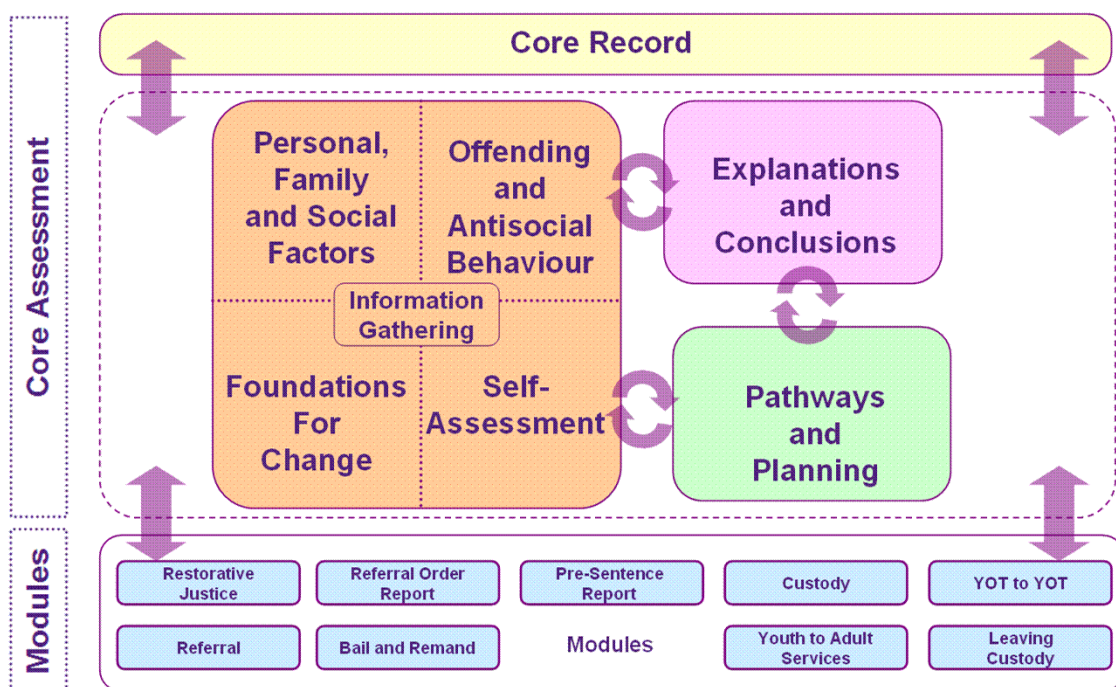 Core Assessment
Core Record
Personal,
Family
and Social
Factors
Offending
and
Antisocial
Behaviour
Explanations
and
Conclusions
Information
Gathering
Foundations
For
Change
Self-
Assessment
Pathways
and
Planning
Modules
Restorative
Justice
Referral Order
Report
Pre-Sentence
Report
Custody
YOT to YOT
Referral
Bail and Remand
Modules
Youth to Adult
Services
Leaving
Custody